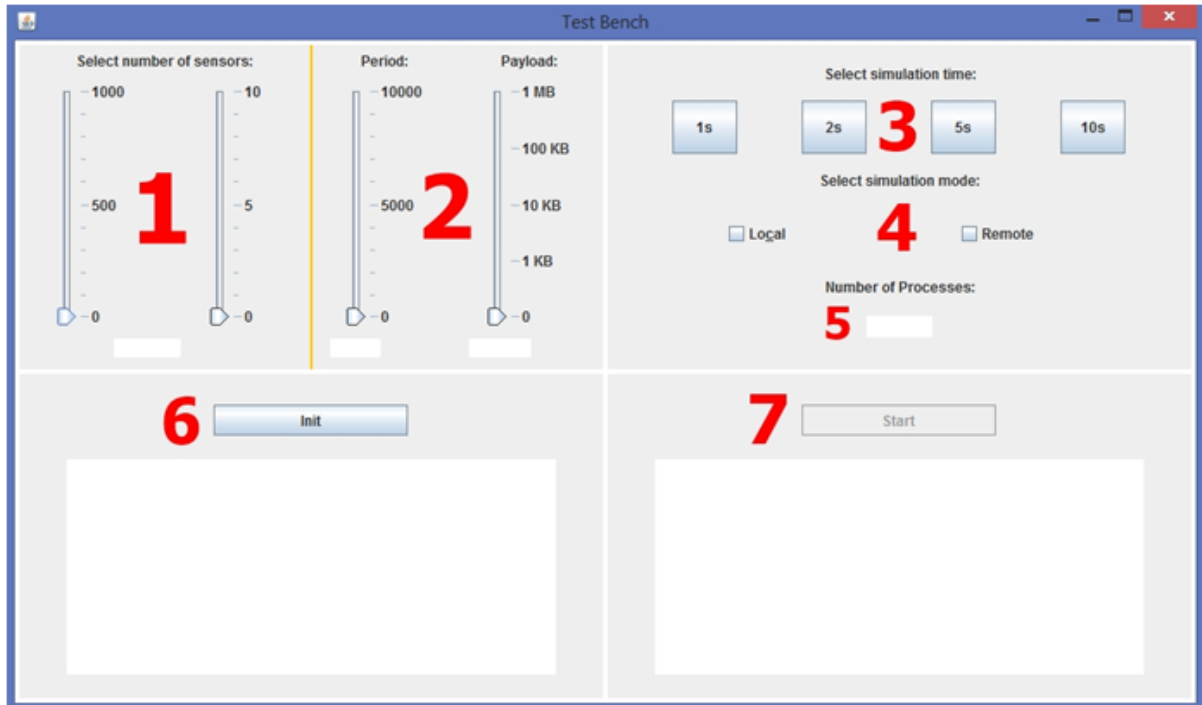 Test Bench
Select number of sensors:
1000
500
0
1
10
5
0
Period:
10000
5000
0
2
Payload:
1 MB
100 KB
10 KB
1 KB
0
Select simulation time:
1s
2s
3
5s
10s
Select simulation mode:
Local
4
Remote
Number of Processes:
5
6
Init
7
Start